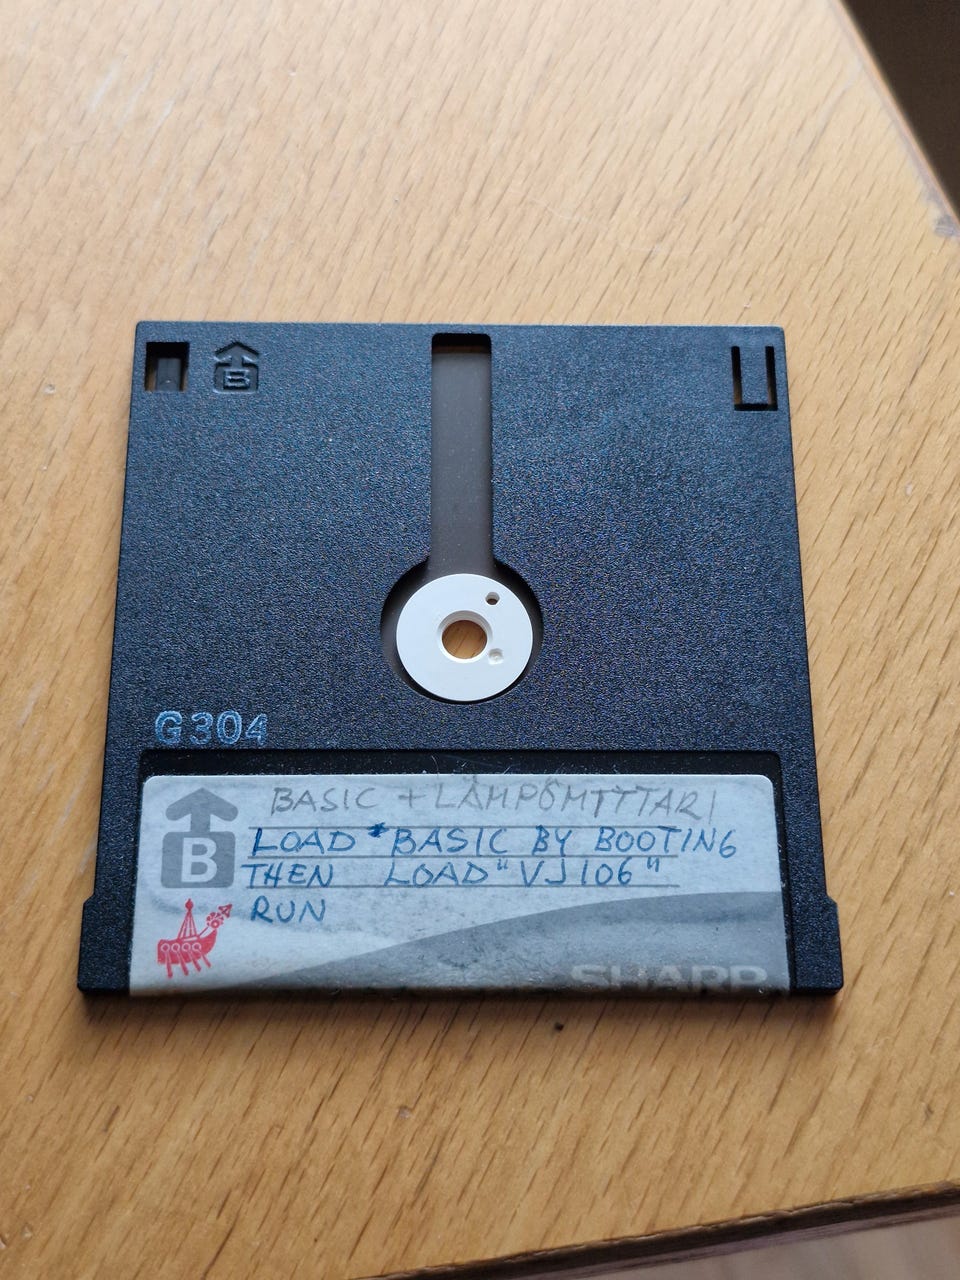 B
G304
BASIC + LÄMPÖMITTARI
B
LOAD *BASIC BY BOOTING
THEN LOAD "VJ106"
RUN
SHARP